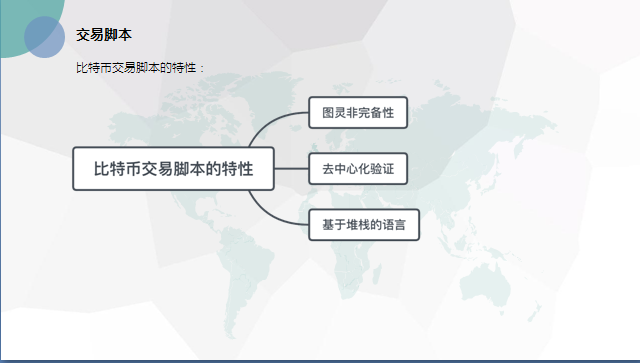 交易脚本
比特币交易脚本的特性：
图灵非完备性
比特币交易脚本的特性
去中心化验证
基于堆栈的语言